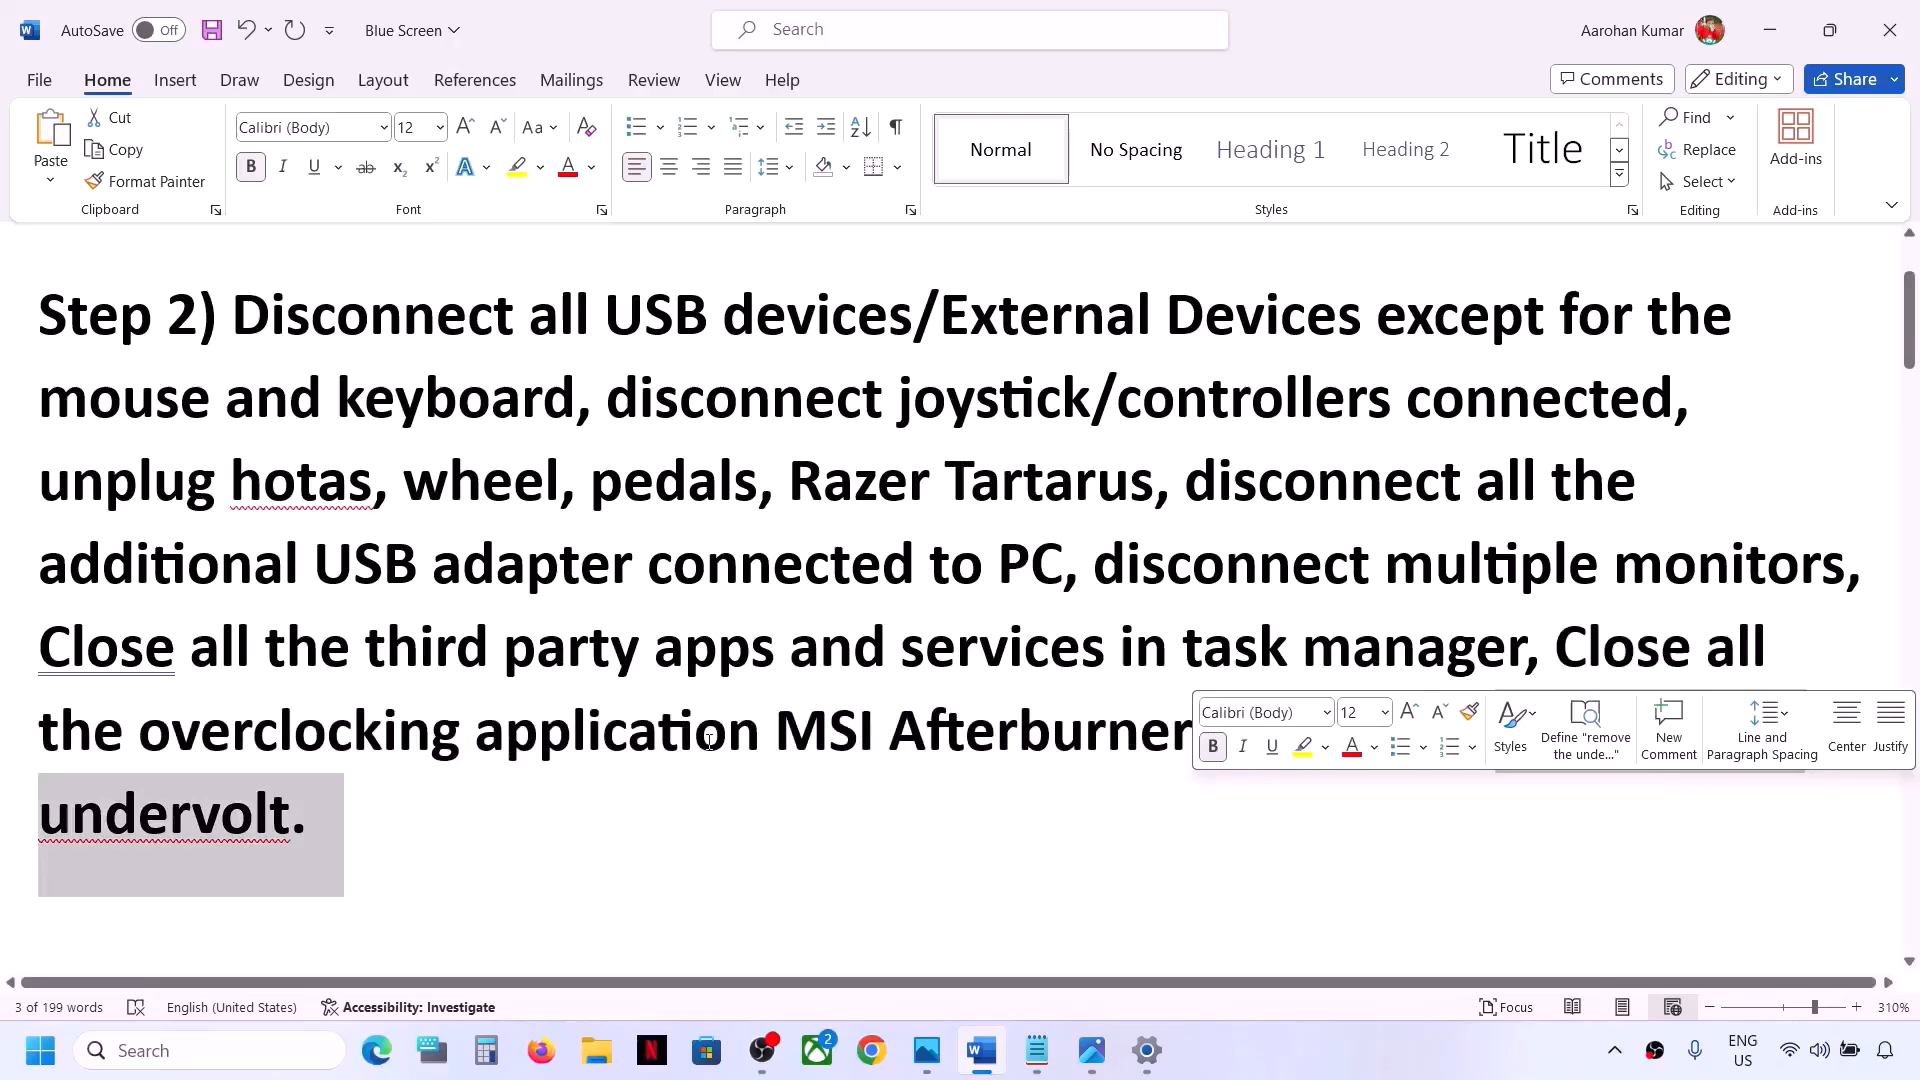 AutoSave
Off
Blue Screen
Search
Aarohan Kumar
File
Home
Insert
Draw
Design
Layout
References
Mailings
Review
View
Help
Comments
Editing
Share
Paste
Cut
Copy
Format Painter
Clipboard
Calibri (Body)
12
Font
Paragraph
Normal
No Spacing
Heading 1
Heading 2
Title
Styles
Find
Replace
Select
Editing
Add-ins
Add-ins
Step 2) Disconnect all USB devices/External Devices except for the
mouse and keyboard, disconnect joystick/controllers connected,
unplug hotas, wheel, pedals, Razer Tartarus, disconnect all the
additional USB adapter connected to PC, disconnect multiple monitors,
Close all the third party apps and services in task manager, Close all
the overclocking application MSI Afterburner
undervolt.
Calibri (Body)
12
Styles
Define "remove
the unde..."
New
Comment
Line and
Paragraph Spacing
Center
Justify
3 of 199 words
English (United States)
Accessibility: Investigate
Focus
310%
Search
2
ENG
US